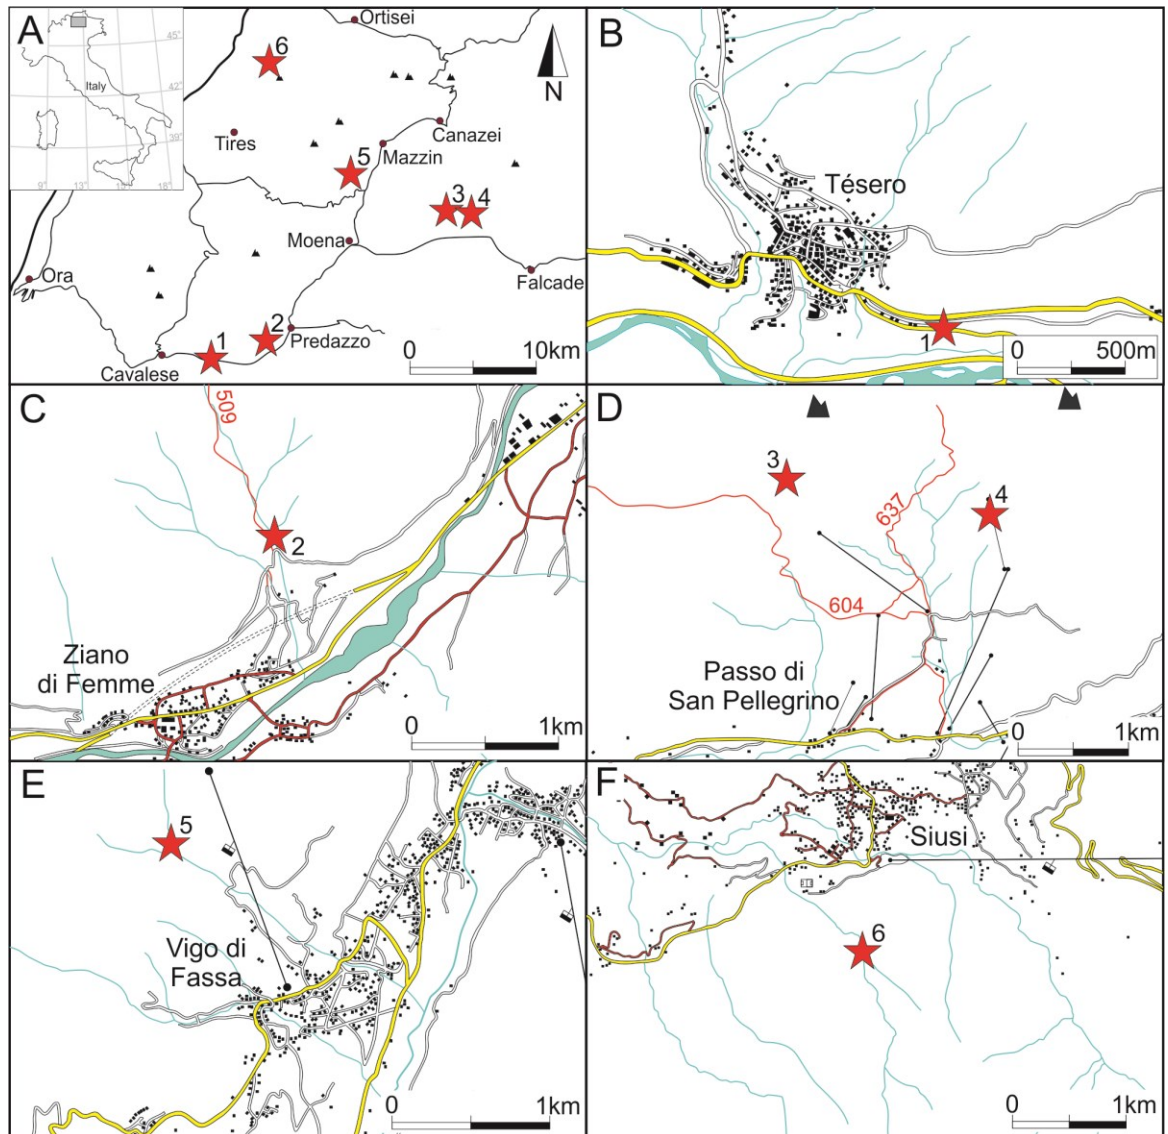 A
45°
42°
39°
Italy
9°
13°
18°
Ortisei
6
N
Tires
Canazei
Mazzin
5
3
4
Moena
Ora
Falcade
1
2
Predazzo
Cavalese
0
10km
B
Tésero
1
0
500m
C
509
2
Ziano
di Femme
0
1km
D
3
4
637
604
Passo di
San Pellegrino
0
1km
E
5
Vigo di
Fassa
0
1km
F
Siusi
6
0
1km